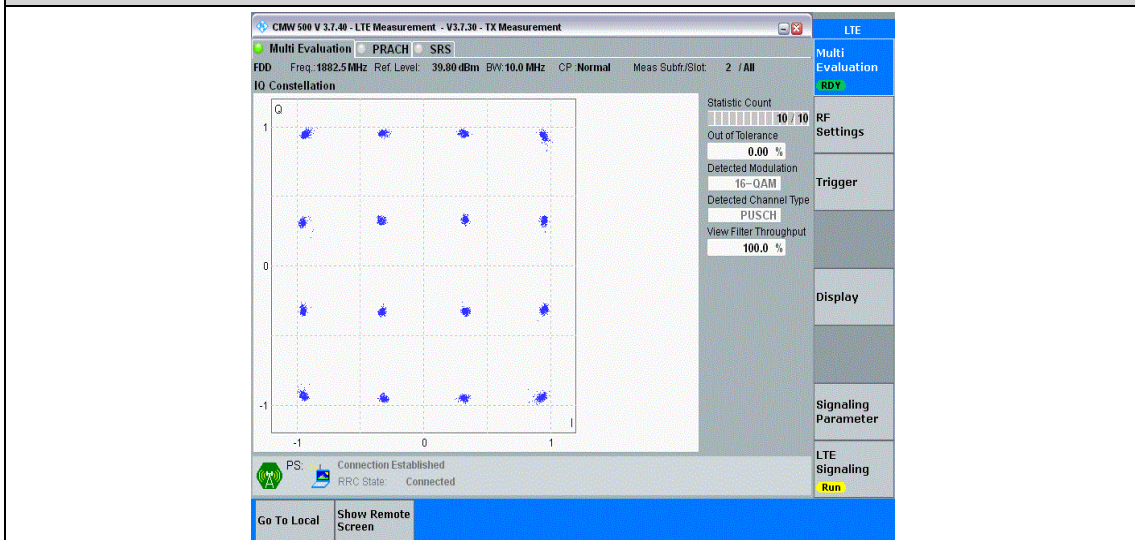 CMW 500 V 3.7.40 - LTE Measurement - V3.7.30 - TX Measurement
LTE
Multi Evaluation PRACH SRS
FDD Freq.:1882.5 MHz Ref. Level: 39.80 dBm BW:10.0 MHz CP :Normal Meas Subfr./Slot: 2 / All
IQ Constellation
Q
1
0
-1
I
-1 0 1
Statistic Count
10 / 10
Out of Tolerance
0.00 %
Detected Modulation
16-QAM
Detected Channel Type
PUSCH
View Filter Throughput
100.0 %
Multi
Evaluation
RDY
RF
Settings
Trigger
Display
Signaling
Parameter
LTE
Signaling
Run
PS: Connection Established
RRC State: Connected
Go To Local
Show Remote
Screen